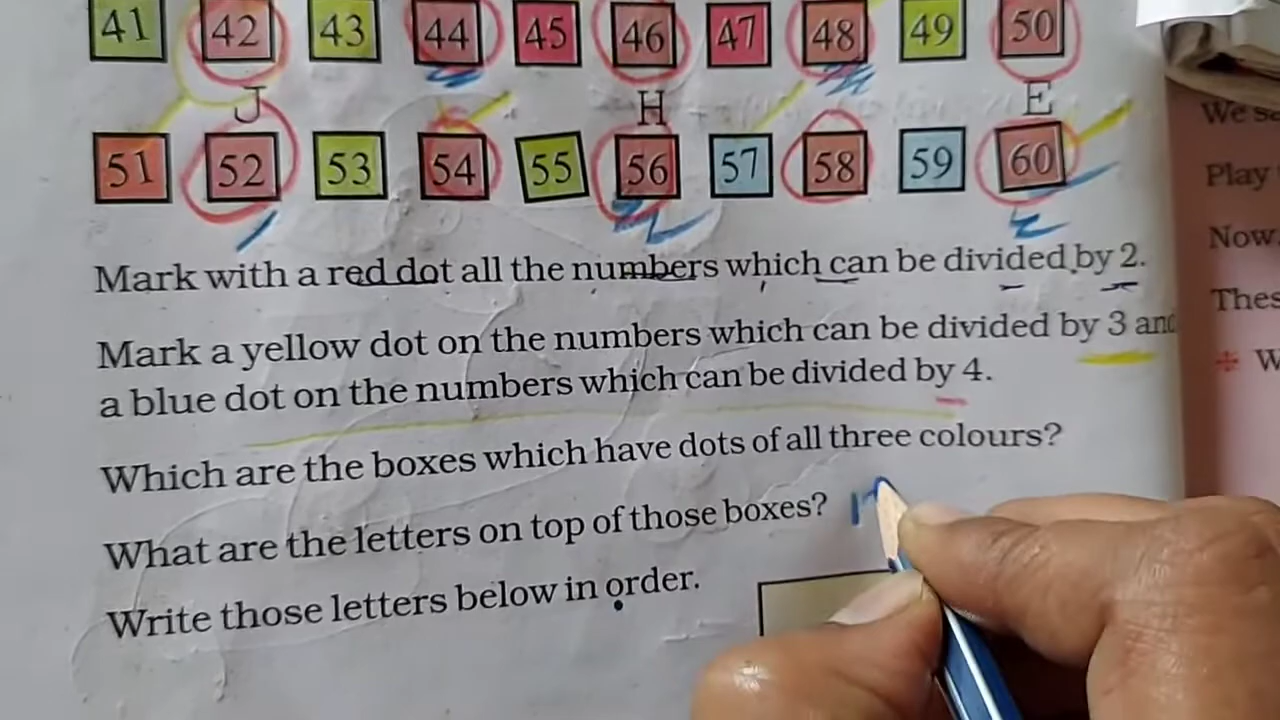 41 42 43 44 45 46 47 48 49 50
J H E
51 52 53 54 55 56 57 58 59 60
Mark with a red dot all the numbers which can be divided by 2.
Mark a yellow dot on the numbers which can be divided by 3 and
a blue dot on the numbers which can be divided by 4.
Which are the boxes which have dots of all three colours?
What are the letters on top of those boxes?
Write those letters below in order.
Play
Now
W